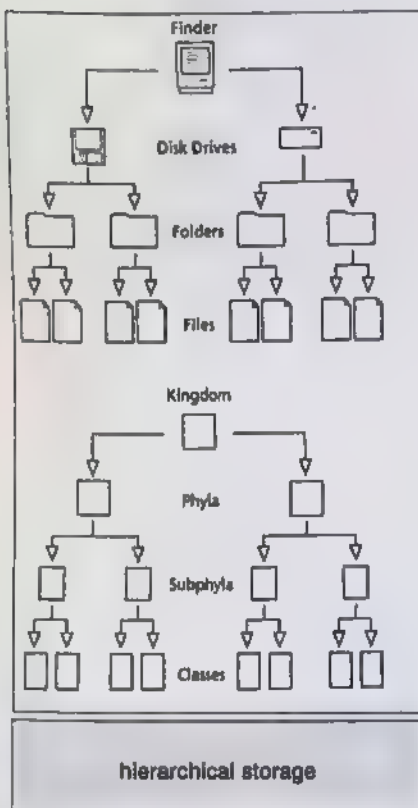 Finder
Disk Drives
Folders
Files
Kingdom
Phyla
Subphyla
Classes
hierarchical storage